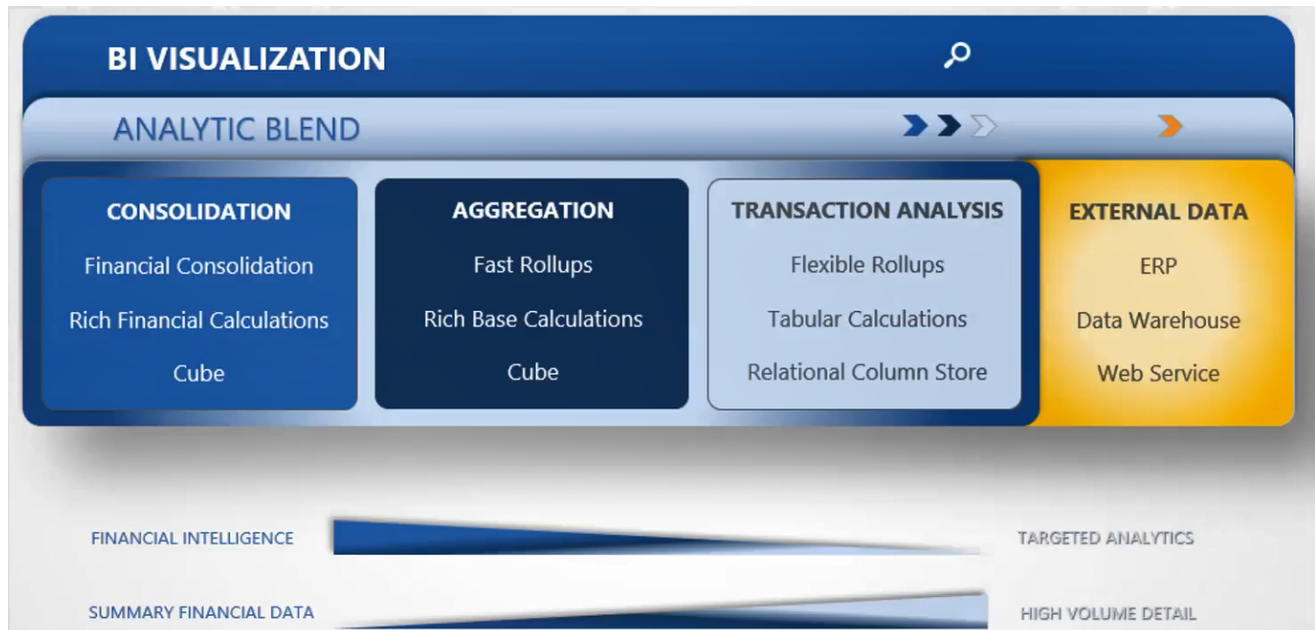 BI VISUALIZATION
ANALYTIC BLEND
CONSOLIDATION
Financial Consolidation
Rich Financial Calculations
Cube
AGGREGATION
Fast Rollups
Rich Base Calculations
Cube
TRANSACTION ANALYSIS
Flexible Rollups
Tabular Calculations
Relational Column Store
EXTERNAL DATA
ERP
Data Warehouse
Web Service
FINANCIAL INTELLIGENCE
TARGETED ANALYTICS
SUMMARY FINANCIAL DATA
HIGH VOLUME DETAIL